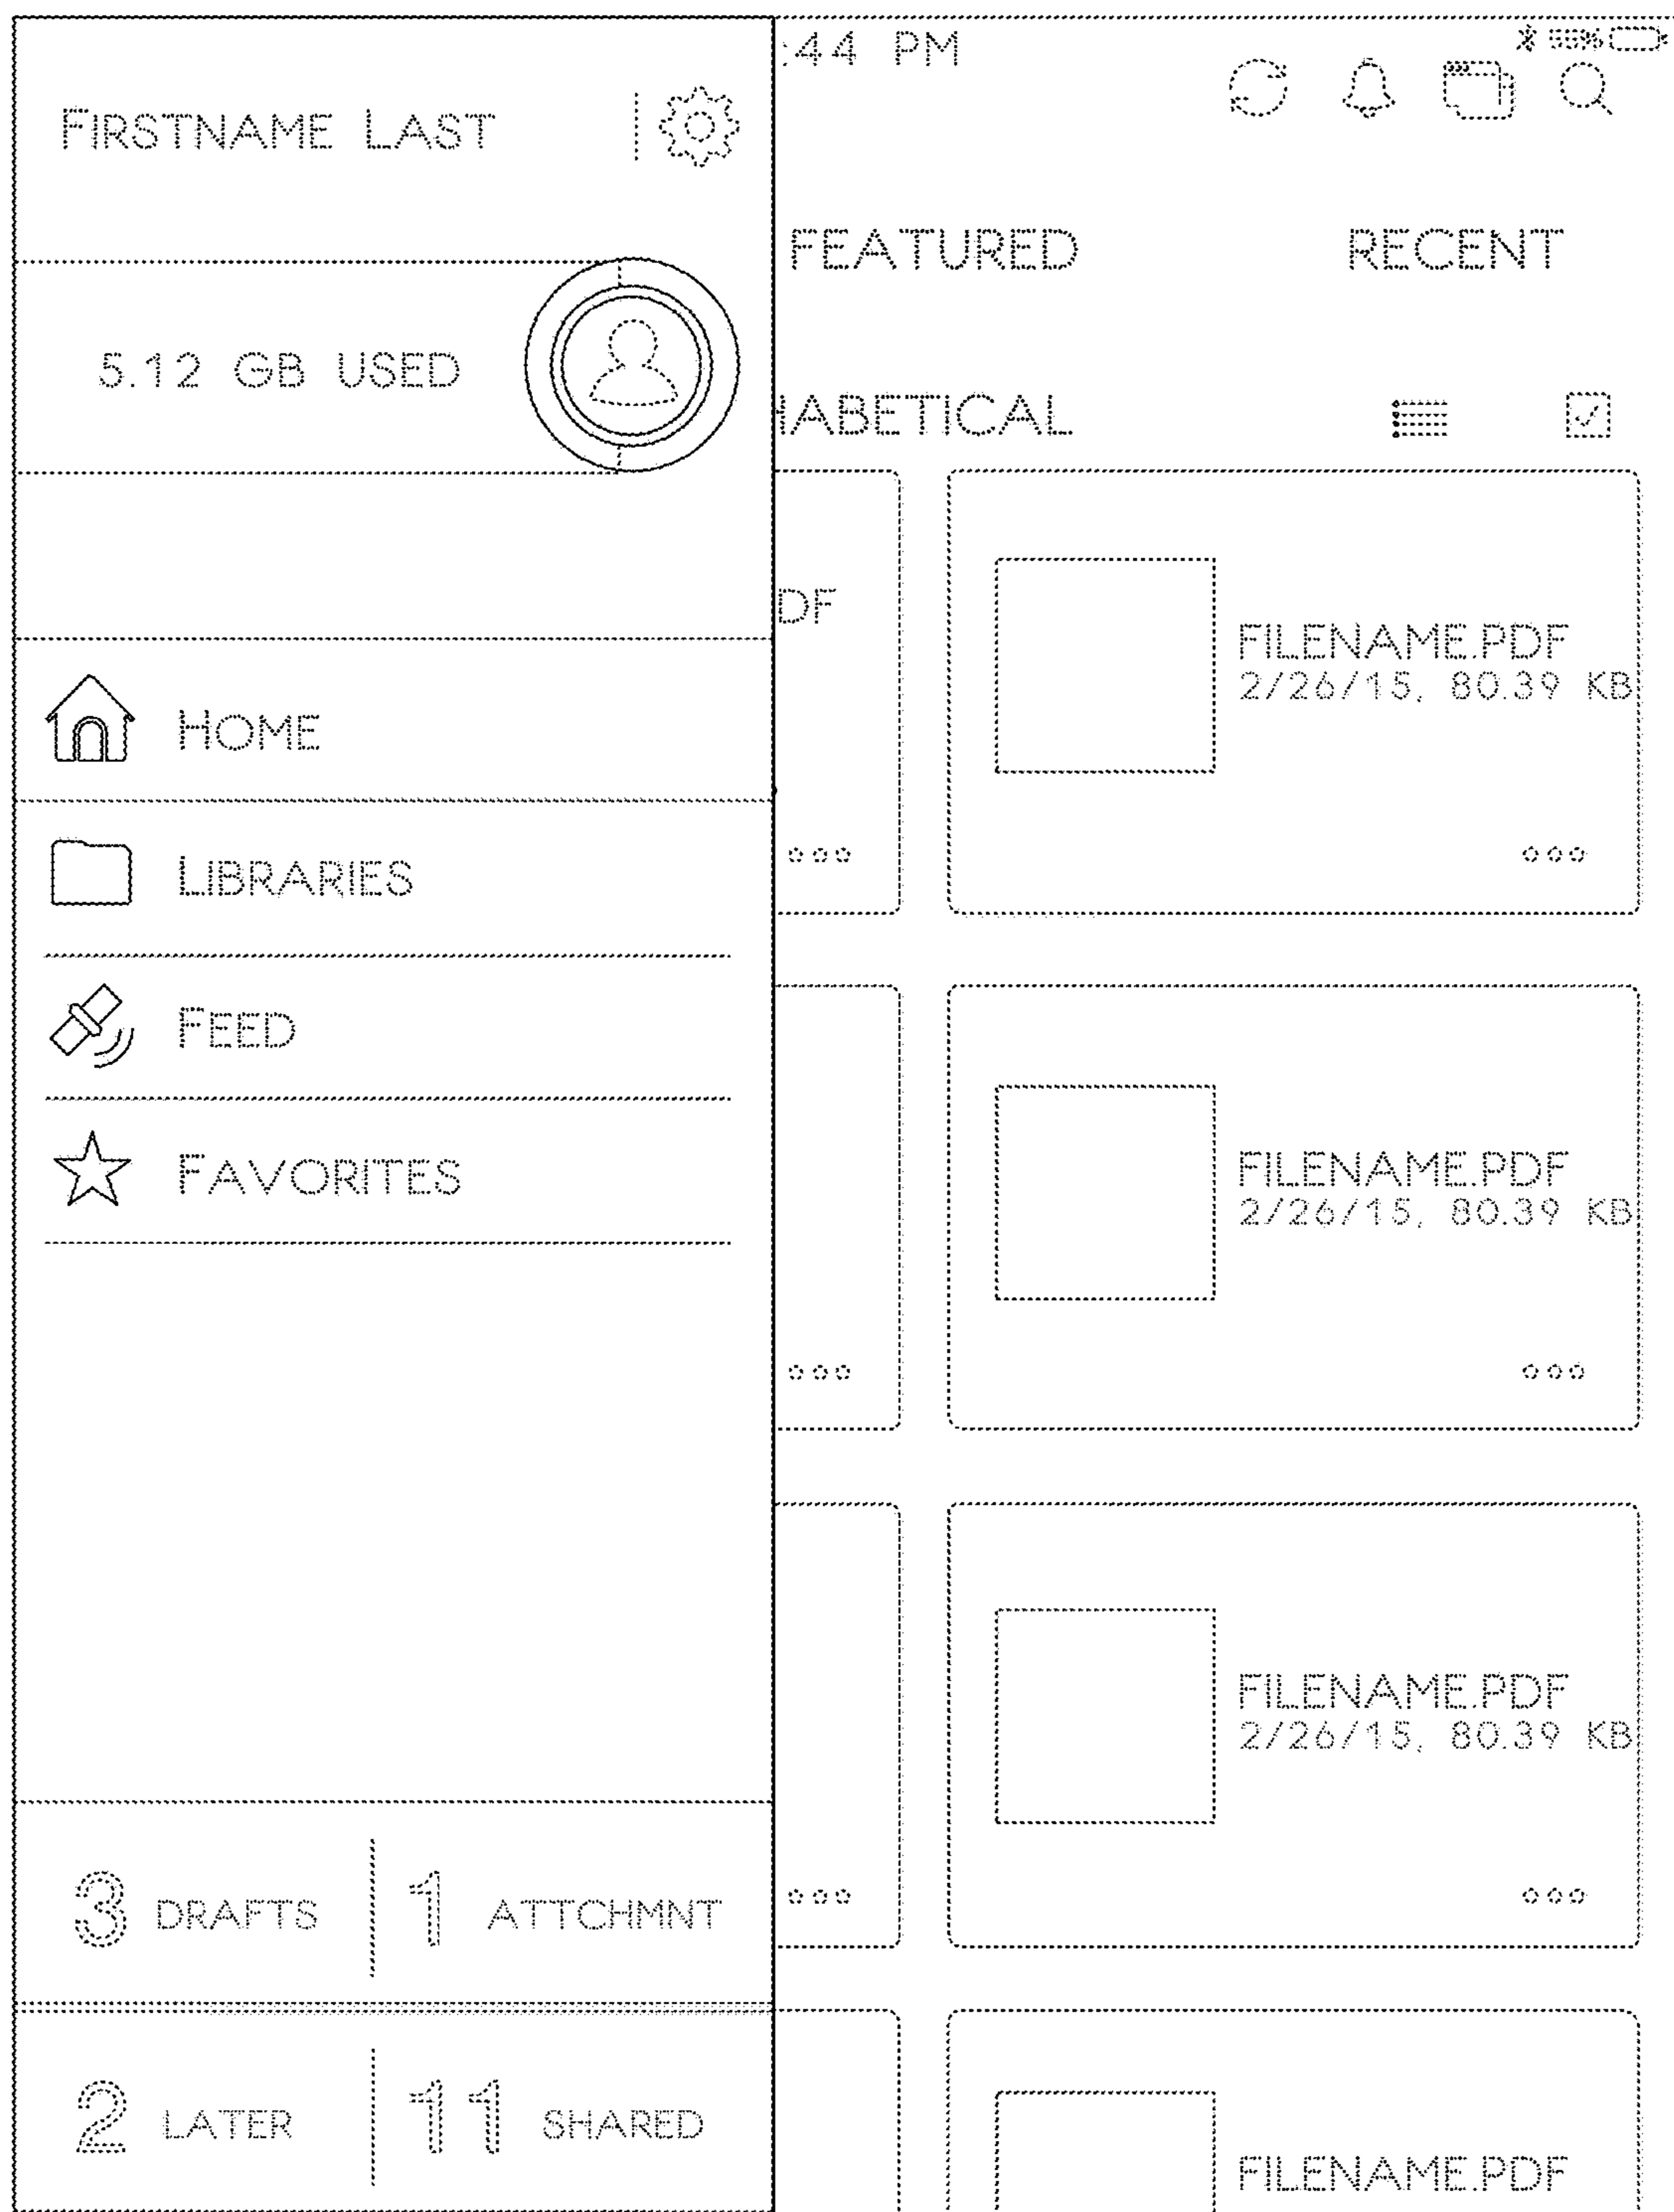 :44 PM
55%
FIRSTNAME LAST
FEATURED
RECENT
5.12 GB USED
HABETICAL
DF
FILENAME.PDF
2/26/15, 80.39 KB
HOME
LIBRARIES
FEED
FAVORITES
FILENAME.PDF
2/26/15, 80.39 KB
FILENAME.PDF
2/26/15, 80.39 KB
3 DRAFTS
1 ATTCHMNT
2 LATER
11 SHARED
FILENAME.PDF